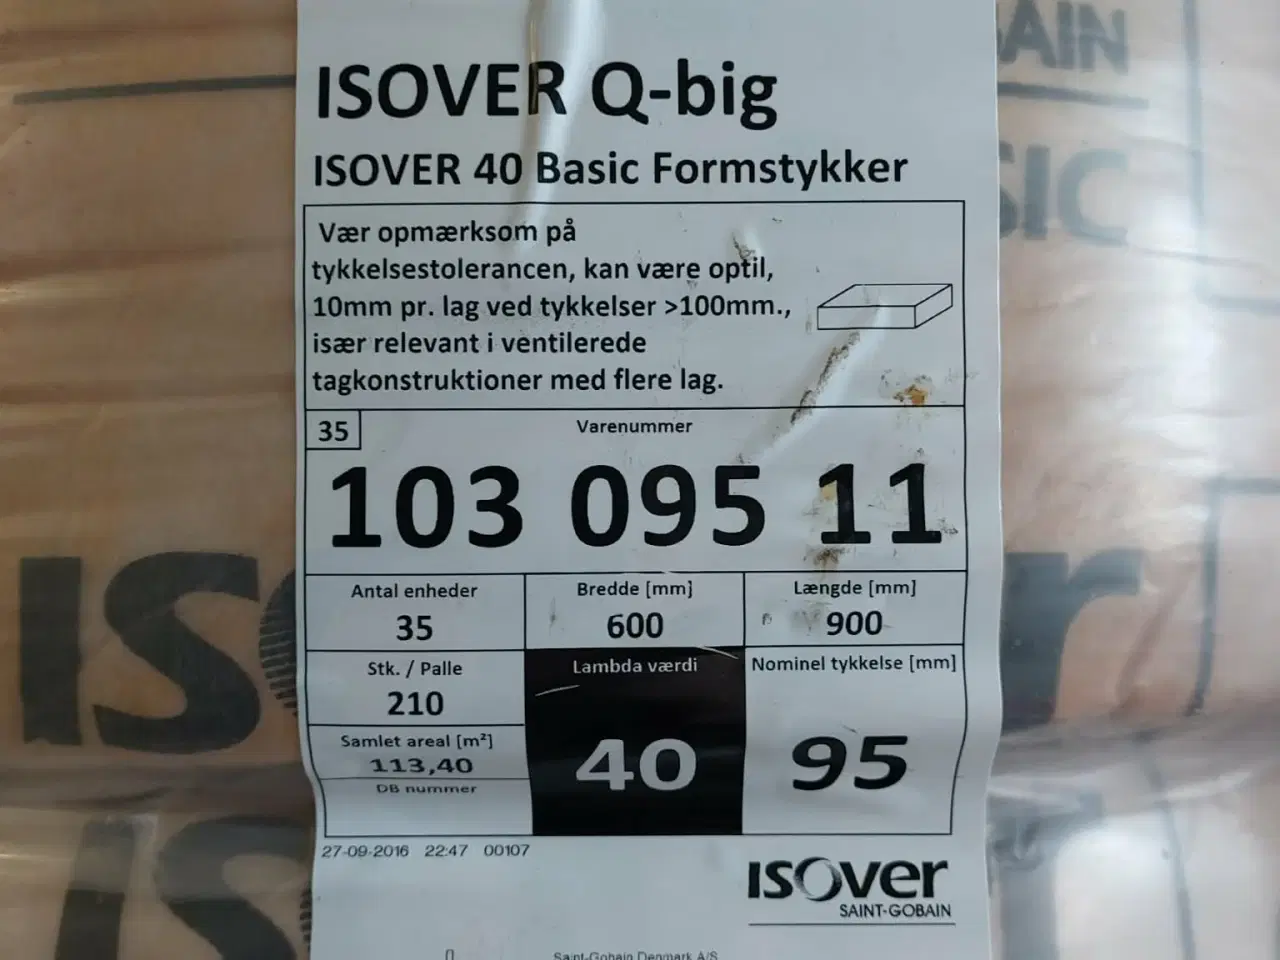 ISOVER Q-big
ISOVER 40 Basic Formstykker
Vær opmærksom på
tykkelsestolerancen, kan være optil,
10mm pr. lag ved tykkelser >100mm.,
især relevant i ventilerede
tagkonstruktioner med flere lag.
35
Varenummer
103 095 11
Antal enheder
35
Bredde [mm]
600
Længde [mm]
900
Stk. / Palle
210
Samlet areal [m²]
113,40
DB nummer
Lambda værdi
40
Nominel tykkelse [mm]
95
27-09-2016 22:47 00107
isover
SAINT-GOBAIN
Saint-Gobain Denmark A/S